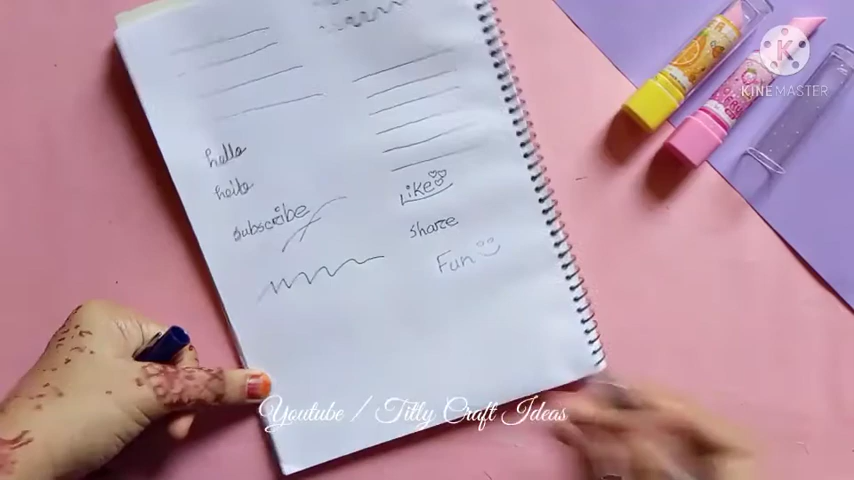 KINEMASTER
hello
hello
Like
subscribe
share
Fun
Youtube / Titly Craft Ideas